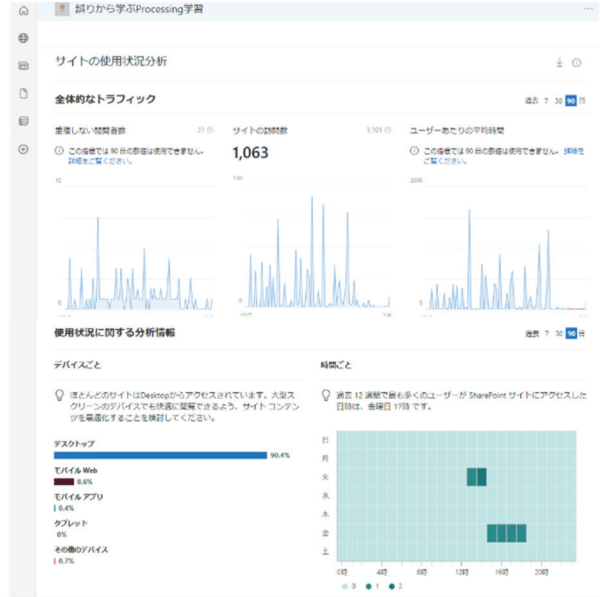 誤りから学ぶProcessing学習
サイトの使用状況分析
全体的なトラフィック
過去 7 30 90 日
重複しない閲覧者数
31
サイトの訪問数
1,103
ユーザーあたりの平均時間
この指標では 90 日の数値は使用できません。
詳細をご覧ください。
1,063
この指標では 90 日の数値は使用できません。 詳細を
ご覧ください。
12
2000
0
0
0
使用状況に関する分析情報
過去 7 30 90 日
デバイスごと
時間ごと
ほとんどのサイトはDesktopからアクセスされています。大型ス
クリーンのデバイスでも快適に閲覧できるよう、サイト コンテン
ツを最適化することを検討してください。
過去 12 週間で最も多くのユーザーが SharePoint サイトにアクセスした
日時は、金曜日 17時 です。
デスクトップ
90.4%
モバイル Web
8.6%
モバイル アプリ
0.4%
タブレット
0%
その他のデバイス
0.7%
日
月
火
水
木
金
土
0時 4時 8時 12時 16時 20時
0 1 2